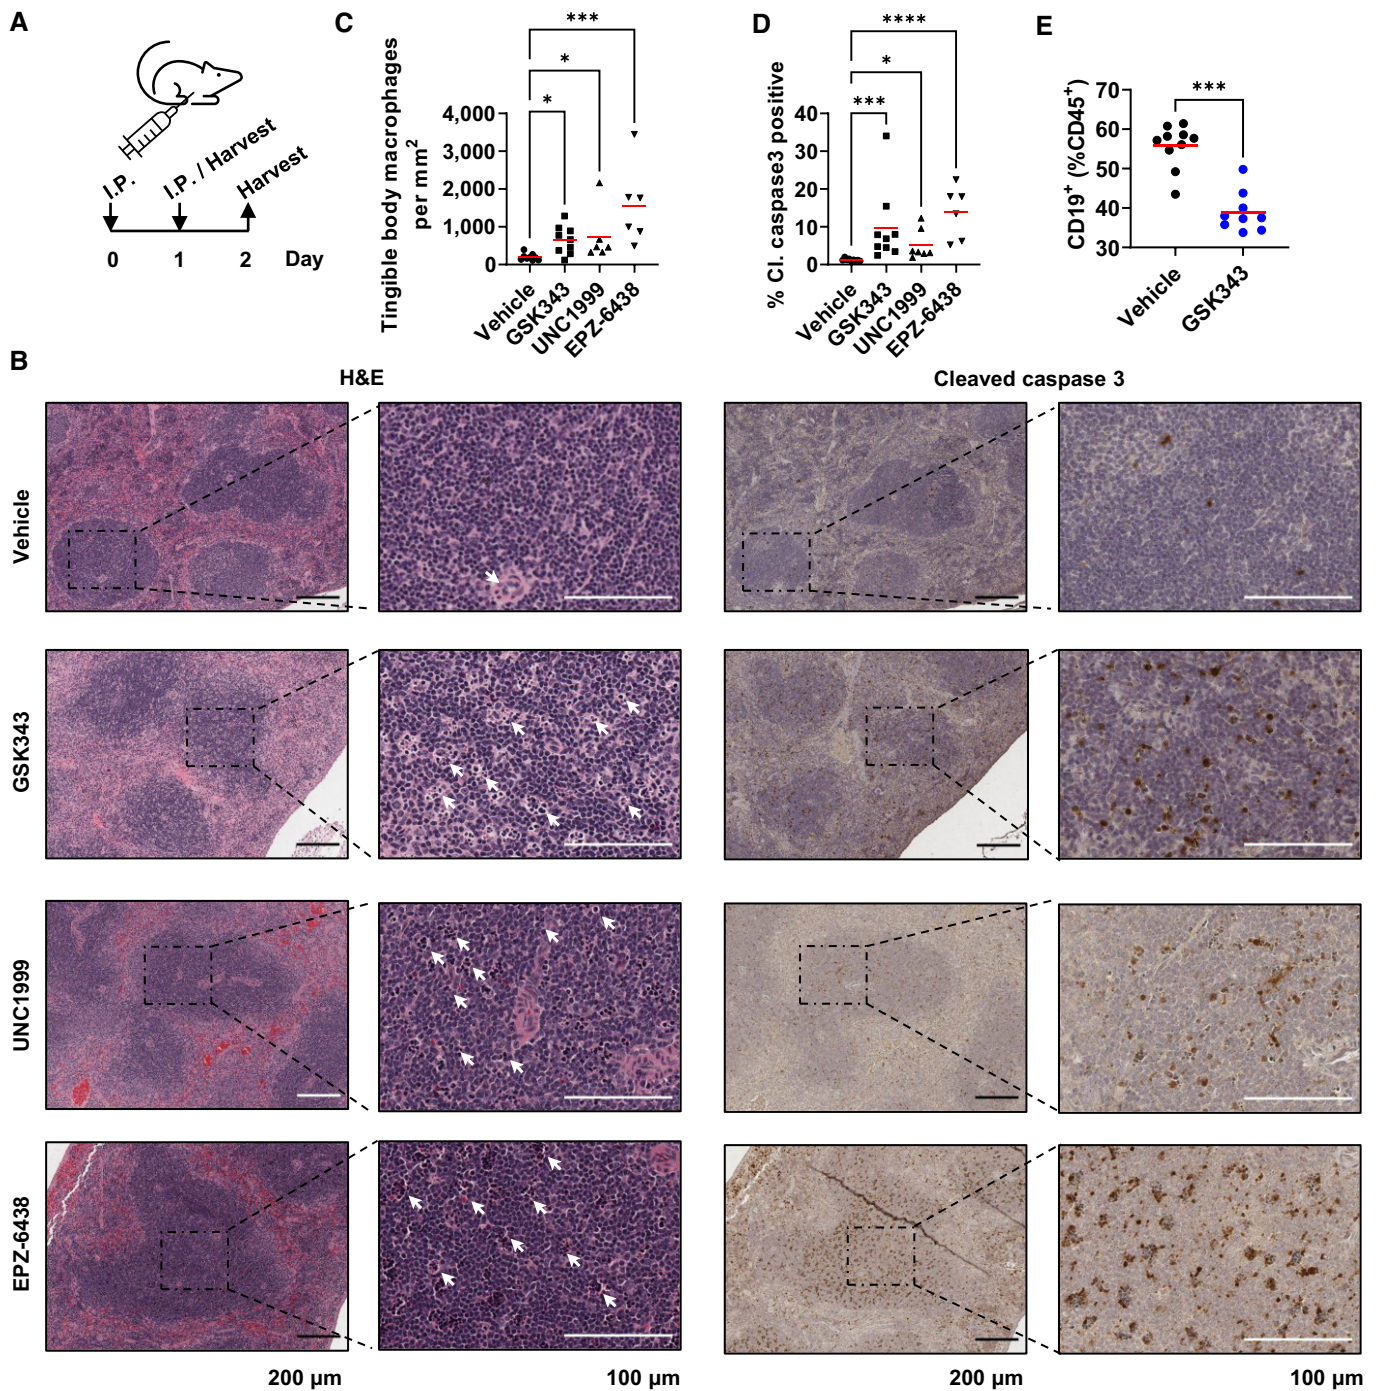 A
I.P.
I.P. / Harvest
Harvest
0 1 2 Day
C
***
*
*
Tingible body macrophages
per mm2
4,000
3,000
2,000
1,000
0
Vehicle
GSK343
UNC1999
EPZ-6438
D
****
*
***
% Cl. caspase3 positive
40
30
20
10
0
Vehicle
GSK343
UNC1999
EPZ-6438
E
***
CD19+ (%CD45+)
70
60
50
40
30
Vehicle
GSK343
B
H&E
Cleaved caspase 3
Vehicle
GSK343
UNC1999
EPZ-6438
200 µm
100 µm
200 µm
100 µm